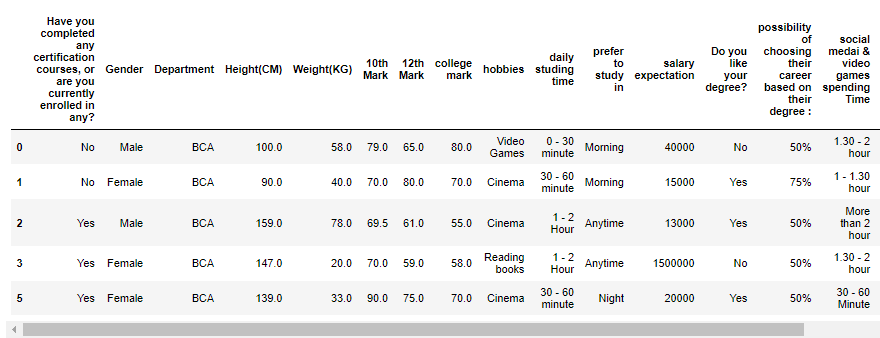 Have you completed any certification courses, or are you currently enrolled in any? Gender Department Height(CM) Weight(KG) 10th Mark 12th Mark college mark hobbies daily studing time prefer to study in salary expectation Do you like your degree? possibility of choosing their career based on their degree : social medai & video games spending Time
0 No Male BCA 100.0 58.0 79.0 65.0 80.0 Video Games 0 - 30 minute Morning 40000 No 50% 1.30 - 2 hour
1 No Female BCA 90.0 40.0 70.0 80.0 70.0 Cinema 30 - 60 minute Morning 15000 Yes 75% 1 - 1.30 hour
2 Yes Male BCA 159.0 78.0 69.5 61.0 55.0 Cinema 1 - 2 Hour Anytime 13000 Yes 50% More than 2 hour
3 Yes Female BCA 147.0 20.0 70.0 59.0 58.0 Reading books 1 - 2 Hour Anytime 1500000 No 50% 1.30 - 2 hour
5 Yes Female BCA 139.0 33.0 90.0 75.0 70.0 Cinema 30 - 60 minute Night 20000 Yes 50% 30 - 60 Minute